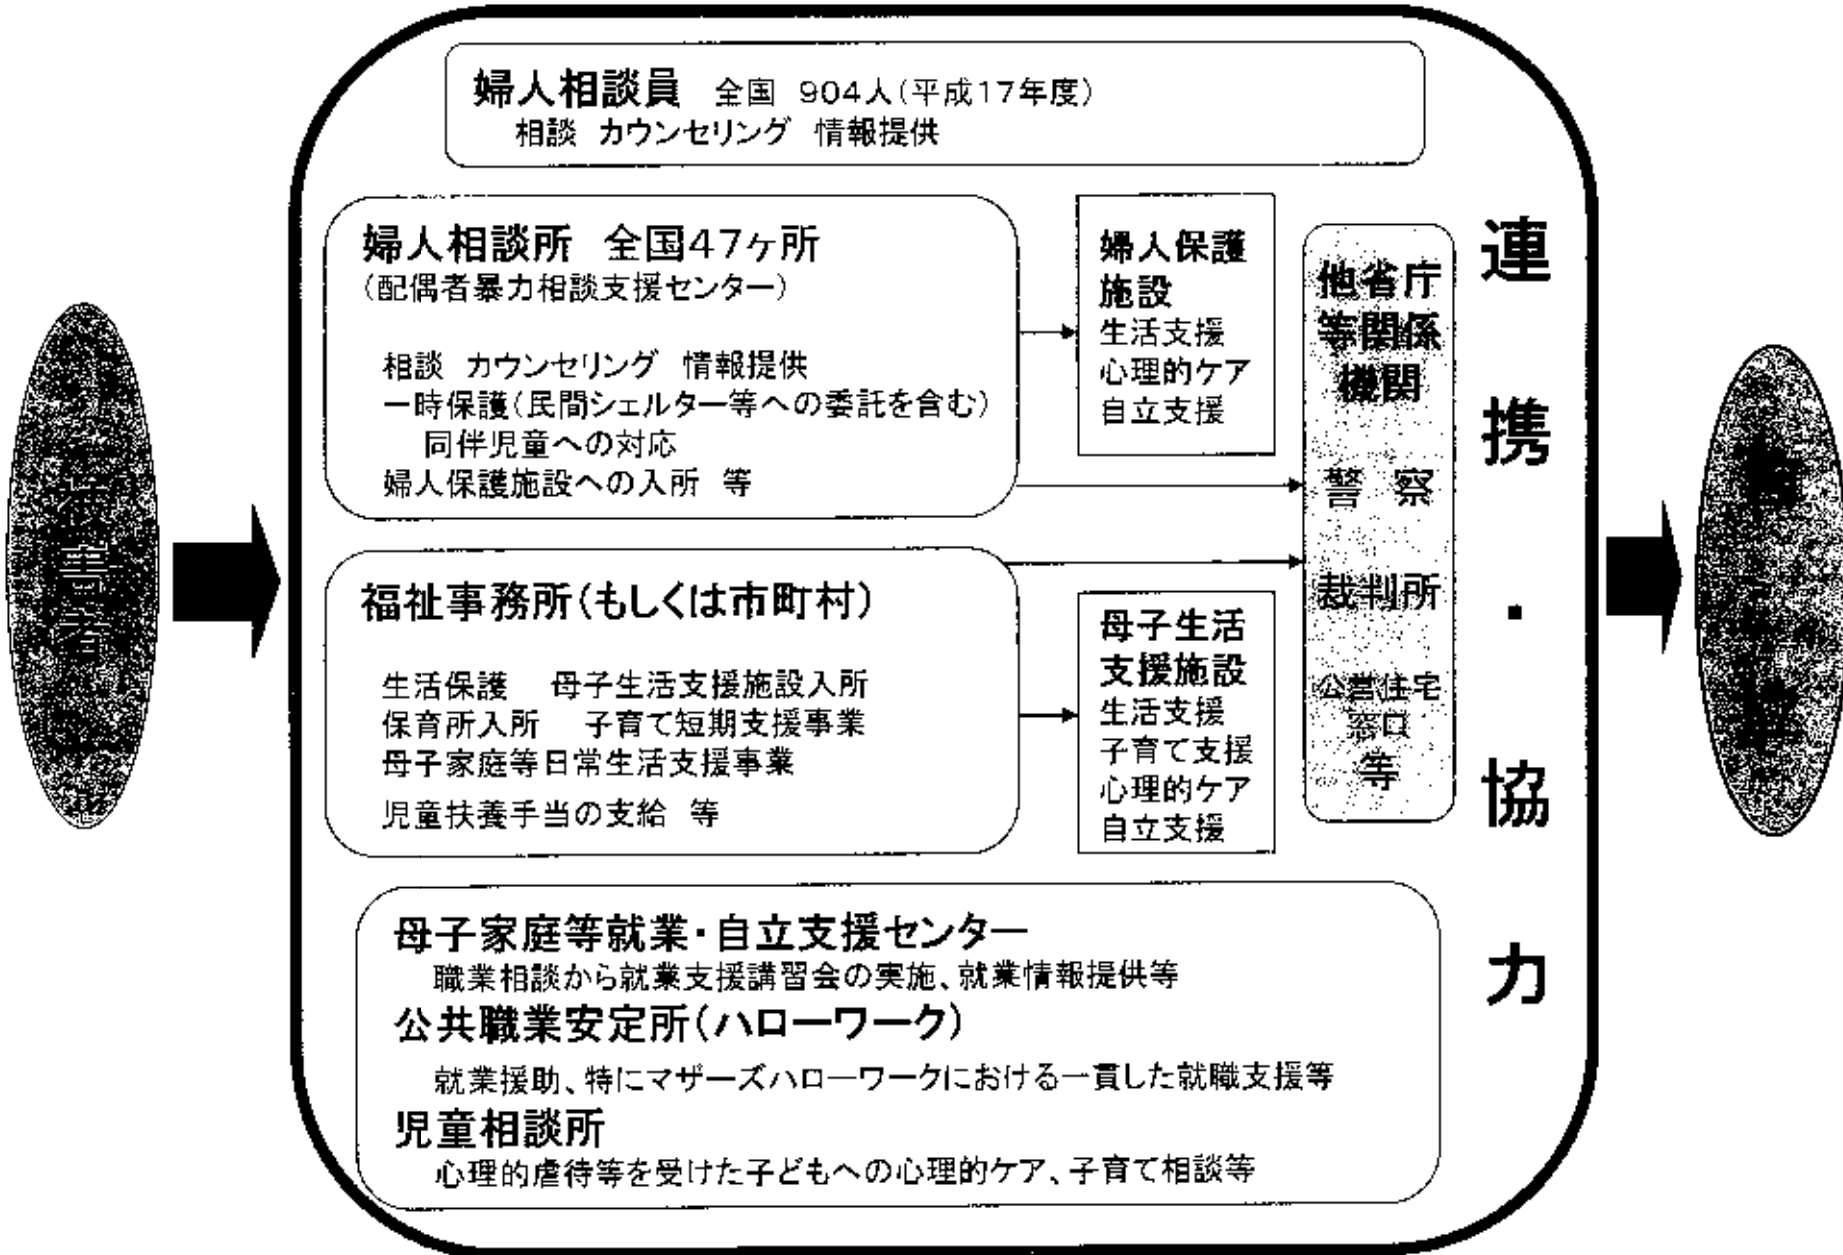 婦人相談員 全国 904人(平成17年度)
相談 カウンセリング 情報提供
婦人相談所 全国47ヶ所
(配偶者暴力相談支援センター)
相談 カウンセリング 情報提供
一時保護(民間シェルター等への委託を含む)
同伴児童への対応
婦人保護施設への入所 等
婦人保護
施設
生活支援
心理的ケア
自立支援
福祉事務所(もしくは市町村)
生活保護 母子生活支援施設入所
保育所入所 子育て短期支援事業
母子家庭等日常生活支援事業
児童扶養手当の支給 等
母子生活
支援施設
生活支援
子育て支援
心理的ケア
自立支援
他省庁
等関係
機関
警 察
裁判所
公営住宅
窓口
等
連携・協力
母子家庭等就業・自立支援センター
職業相談から就業支援講習会の実施、就業情報提供等
公共職業安定所(ハローワーク)
就業援助、特にマザーズハローワークにおける一貫した就職支援等
児童相談所
心理的虐待等を受けた子どもへの心理的ケア、子育て相談等
害者